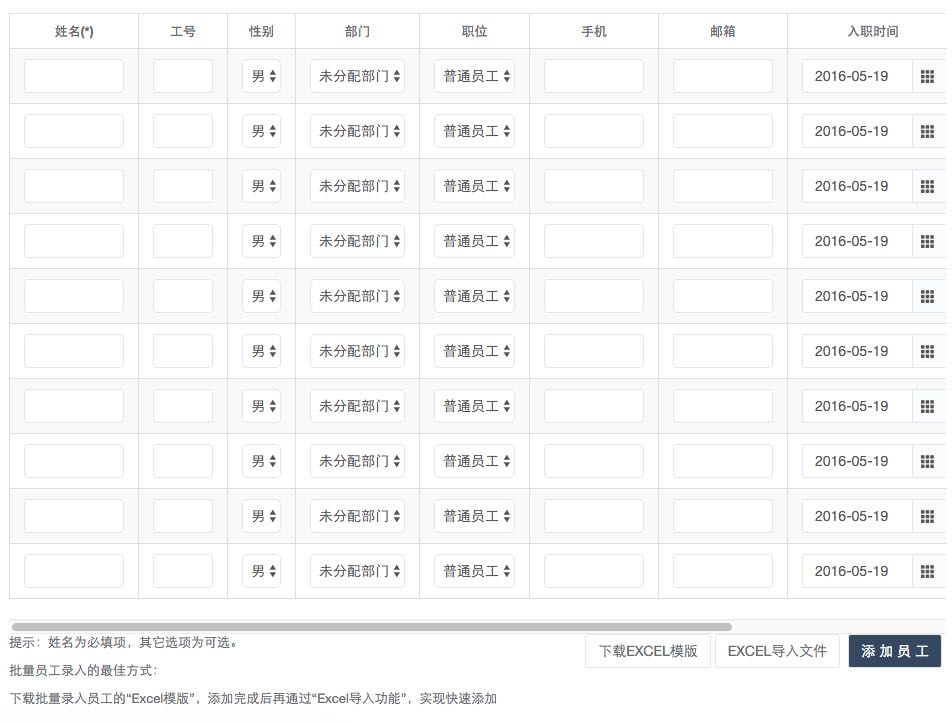 姓名(*) 工号 性别 部门 职位 手机 邮箱 入职时间
男 未分配部门 普通员工 2016-05-19
男 未分配部门 普通员工 2016-05-19
男 未分配部门 普通员工 2016-05-19
男 未分配部门 普通员工 2016-05-19
男 未分配部门 普通员工 2016-05-19
男 未分配部门 普通员工 2016-05-19
男 未分配部门 普通员工 2016-05-19
男 未分配部门 普通员工 2016-05-19
男 未分配部门 普通员工 2016-05-19
男 未分配部门 普通员工 2016-05-19
提示：姓名为必填项，其它选项为可选。
下载EXCEL模版 EXCEL导入文件 添加员工
批量员工录入的最佳方式：
下载批量录入员工的“Excel模版”，添加完成后再通过“Excel导入功能”，实现快速添加